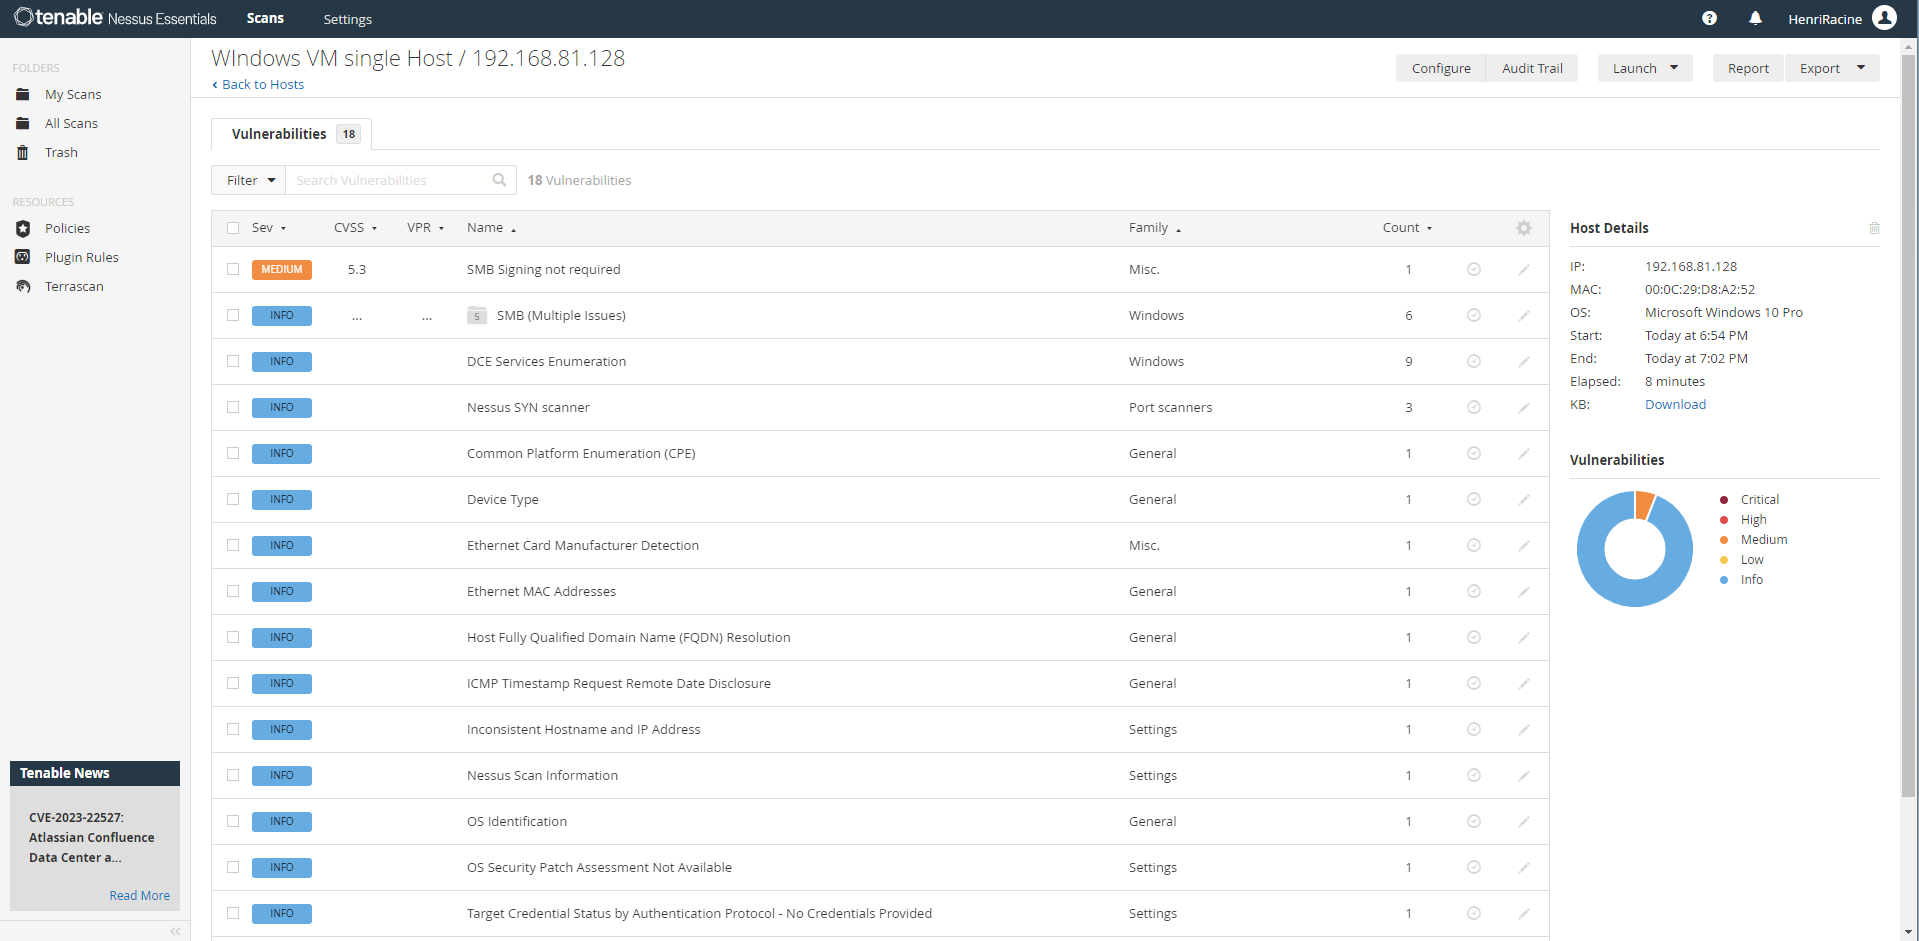 tenable Nessus Essentials Scans Settings HenriRacine
FOLDERS
My Scans
All Scans
Trash
RESOURCES
Policies
Plugin Rules
Terrascan
Tenable News
CVE-2023-22527:
Atlassian Confluence
Data Center a...
Read More
WIndows VM single Host / 192.168.81.128
Back to Hosts
Configure Audit Trail Launch Report Export
Vulnerabilities 18
Filter Search Vulnerabilities 18 Vulnerabilities
Sev CVSS VPR Name Family Count
MEDIUM 5.3 SMB Signing not required Misc. 1
INFO ... ... 5 SMB (Multiple Issues) Windows 6
INFO DCE Services Enumeration Windows 9
INFO Nessus SYN scanner Port scanners 3
INFO Common Platform Enumeration (CPE) General 1
INFO Device Type General 1
INFO Ethernet Card Manufacturer Detection Misc. 1
INFO Ethernet MAC Addresses General 1
INFO Host Fully Qualified Domain Name (FQDN) Resolution General 1
INFO ICMP Timestamp Request Remote Date Disclosure General 1
INFO Inconsistent Hostname and IP Address Settings 1
INFO Nessus Scan Information Settings 1
INFO OS Identification General 1
INFO OS Security Patch Assessment Not Available Settings 1
INFO Target Credential Status by Authentication Protocol - No Credentials Provided Settings 1
Host Details
IP: 192.168.81.128
MAC: 00:0C:29:D8:A2:52
OS: Microsoft Windows 10 Pro
Start: Today at 6:54 PM
End: Today at 7:02 PM
Elapsed: 8 minutes
KB: Download
Vulnerabilities
Critical
High
Medium
Low
Info